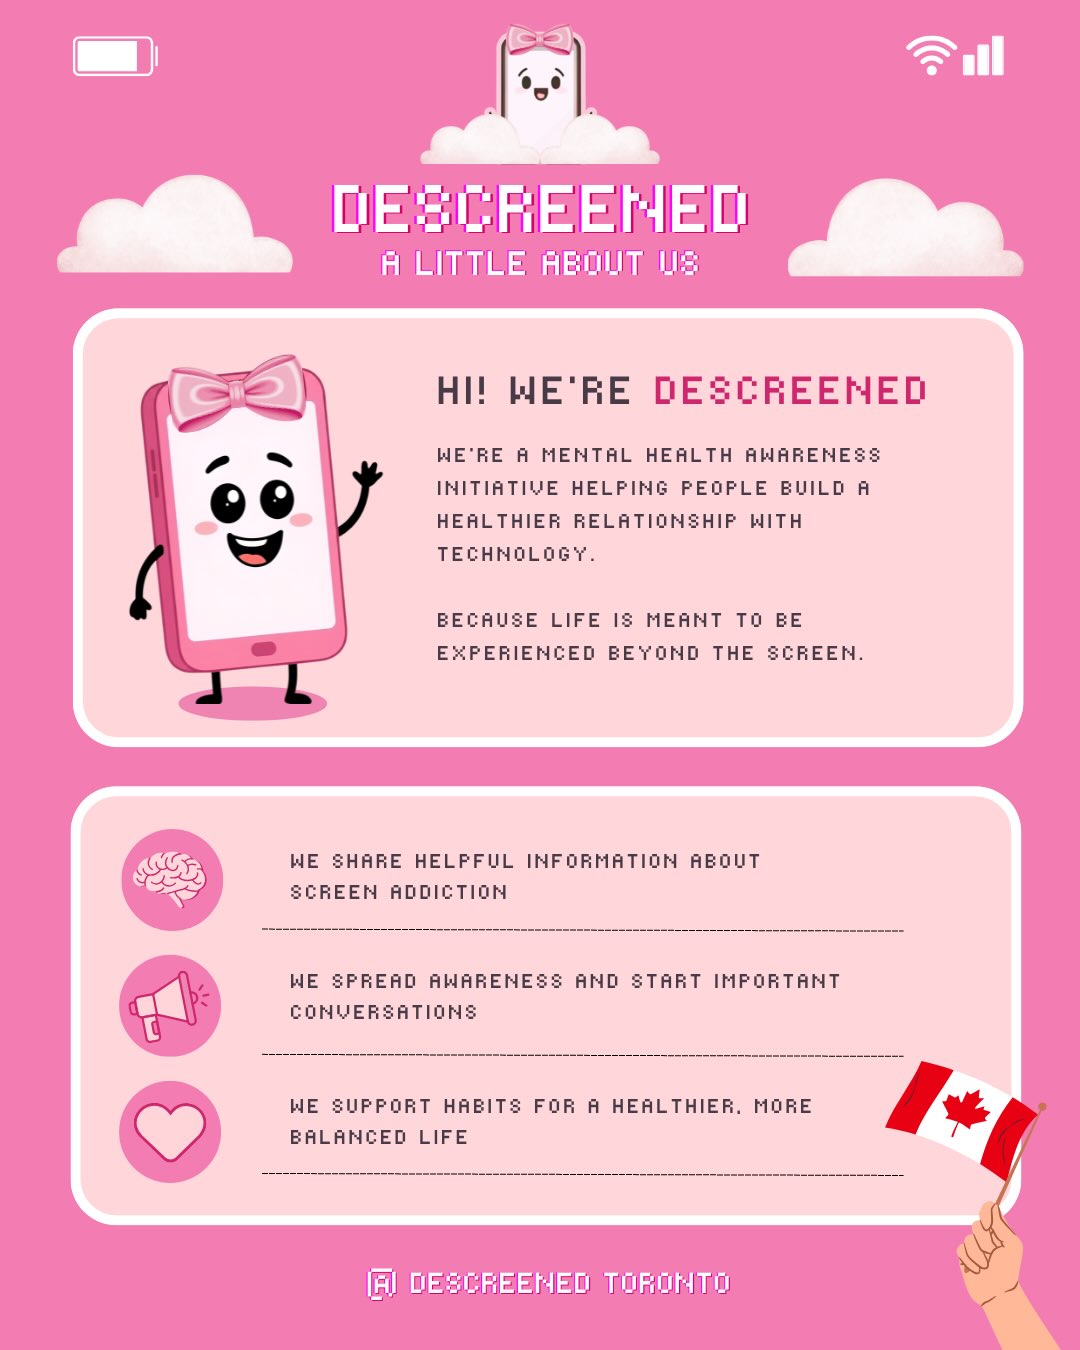 DESCREENED
A LITTLE ABOUT US
HI! WE'RE DESCREENED
WE'RE A MENTAL HEALTH AWARENESS
INITIATIVE HELPING PEOPLE BUILD A
HEALTHIER RELATIONSHIP WITH
TECHNOLOGY.
BECAUSE LIFE IS MEANT TO BE
EXPERIENCED BEYOND THE SCREEN.
WE SHARE HELPFUL INFORMATION ABOUT
SCREEN ADDICTION
WE SPREAD AWARENESS AND START IMPORTANT
CONVERSATIONS
WE SUPPORT HABITS FOR A HEALTHIER, MORE
BALANCED LIFE
@ DESCREENED TORONTO